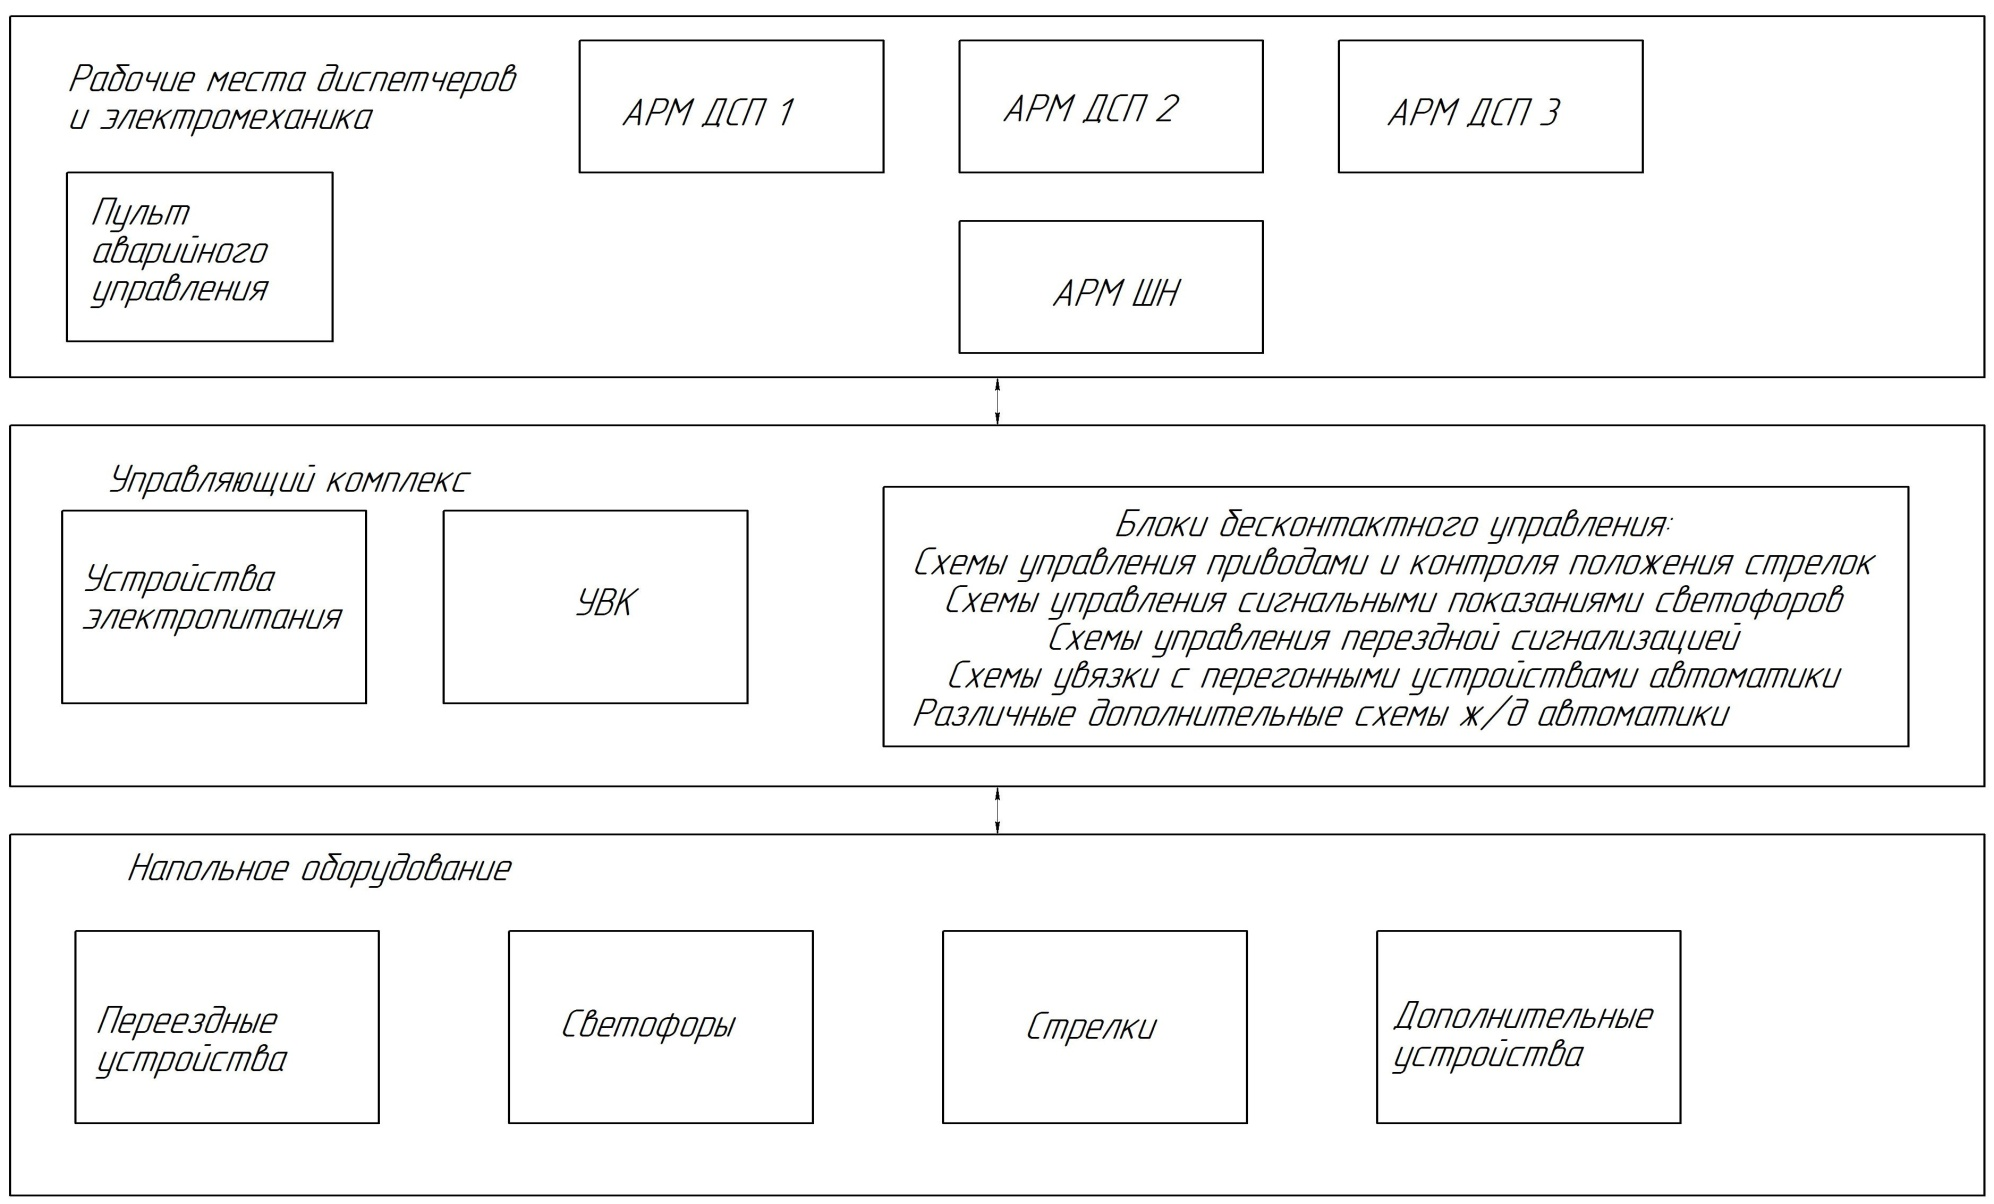 Рабочие места диспетчеров
и электромеханика
АРМ ДСП 1
АРМ ДСП 2
АРМ ДСП 3
Пульт
аварийного
управления
АРМ ШН
Управляющий комплекс
Устройства
электропитания
УВК
Блоки бесконтактного управления:
Схемы управления приводами и контроля положения стрелок
Схемы управления сигнальными показаниями светофоров
Схемы управления перездной сигнализацией
Схемы увязки с перегонными устройствами автоматики
Различные дополнительные схемы ж/д автоматики
Напольное оборудование
Переездные
устройства
Светофоры
Стрелки
Дополнительные
устройства